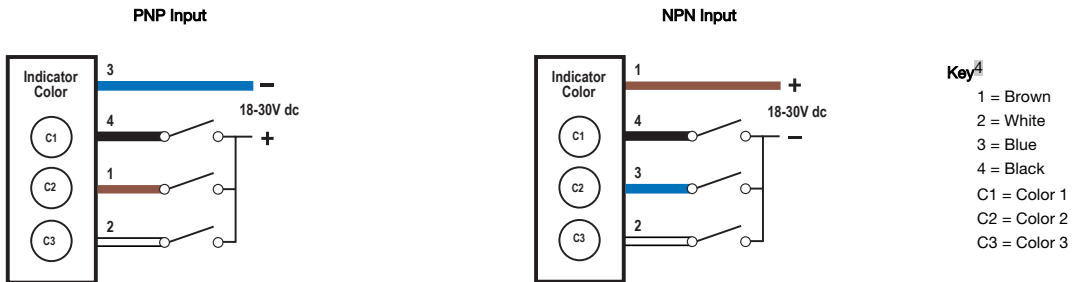 PNP Input
Indicator
Color
3
−
18-30V dc
4
C1
+
1
C2
2
C3
NPN Input
Indicator
Color
1
+
18-30V dc
4
C1
−
3
C2
2
C3
Key4
1 = Brown
2 = White
3 = Blue
4 = Black
C1 = Color 1
C2 = Color 2
C3 = Color 3